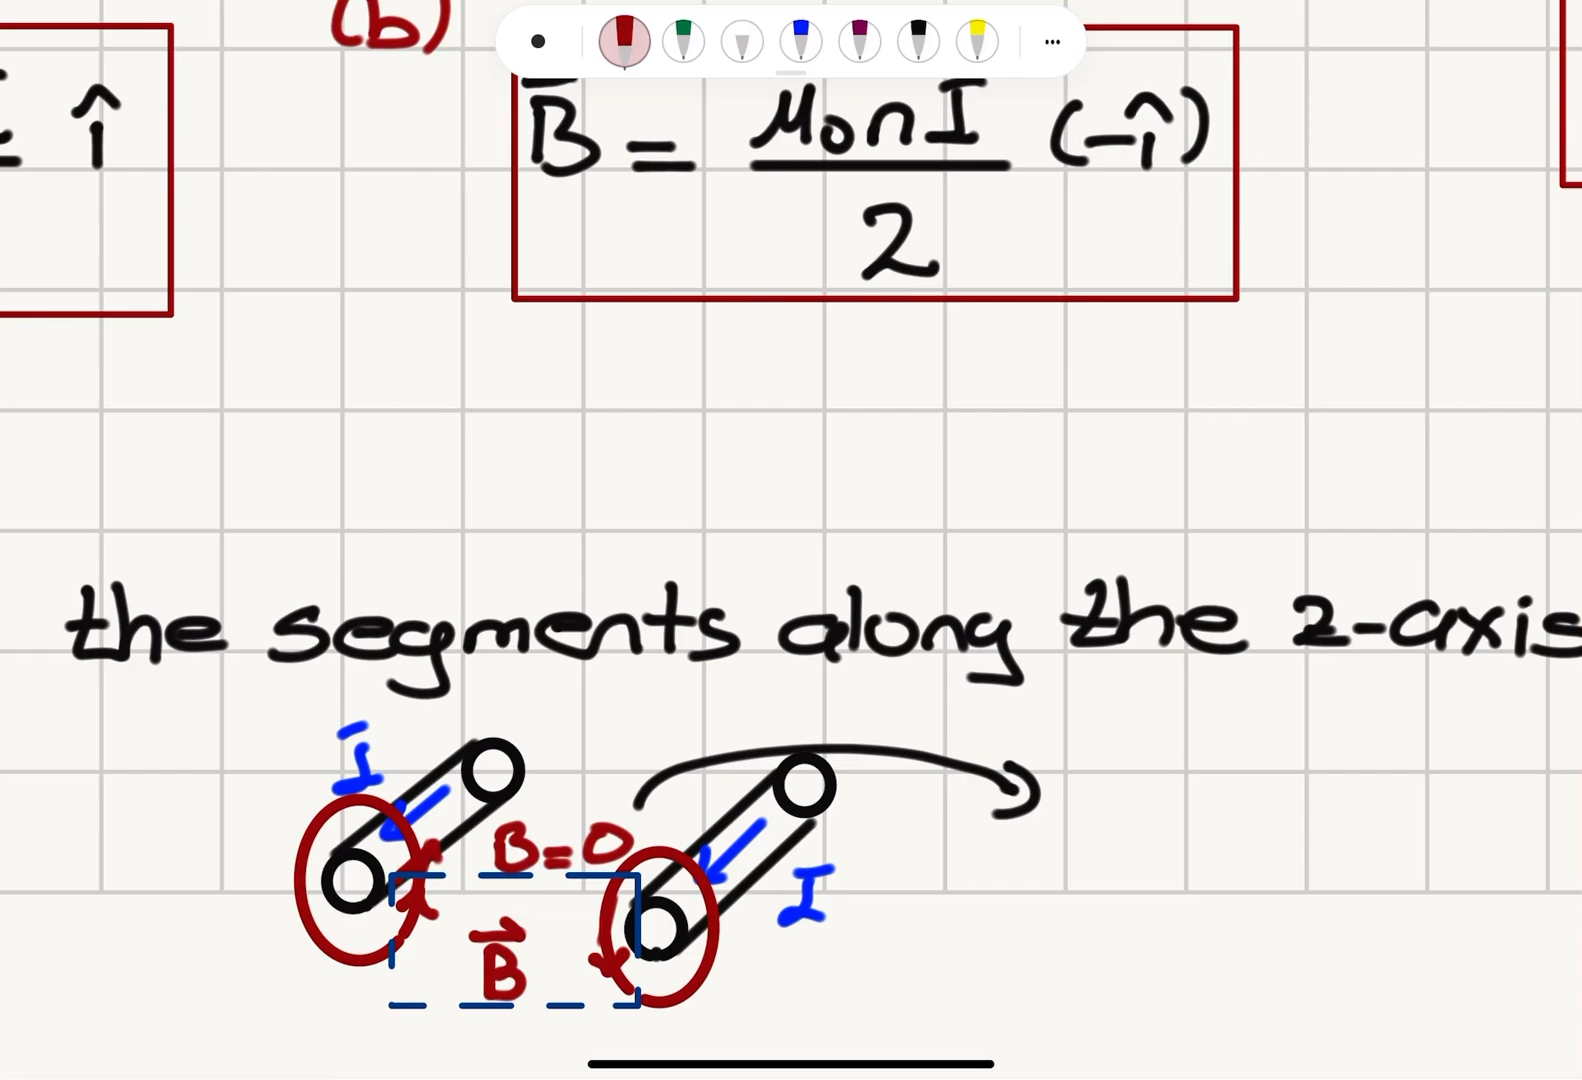 (b)
î
B = μ₀nI (-î)
2
the segments along the z-axis
I
B=0
I
B